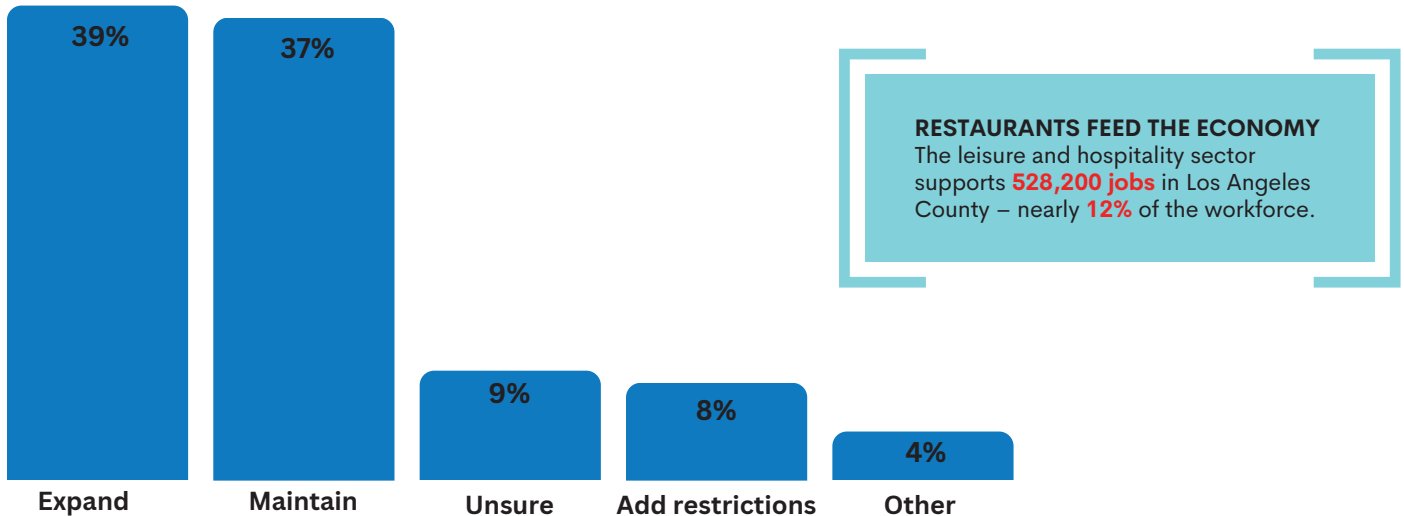 39%
37%
9%
8%
4%
Expand
Maintain
Unsure
Add restrictions
Other
RESTAURANTS FEED THE ECONOMY
The leisure and hospitality sector
supports 528,200 jobs in Los Angeles
County – nearly 12% of the workforce.